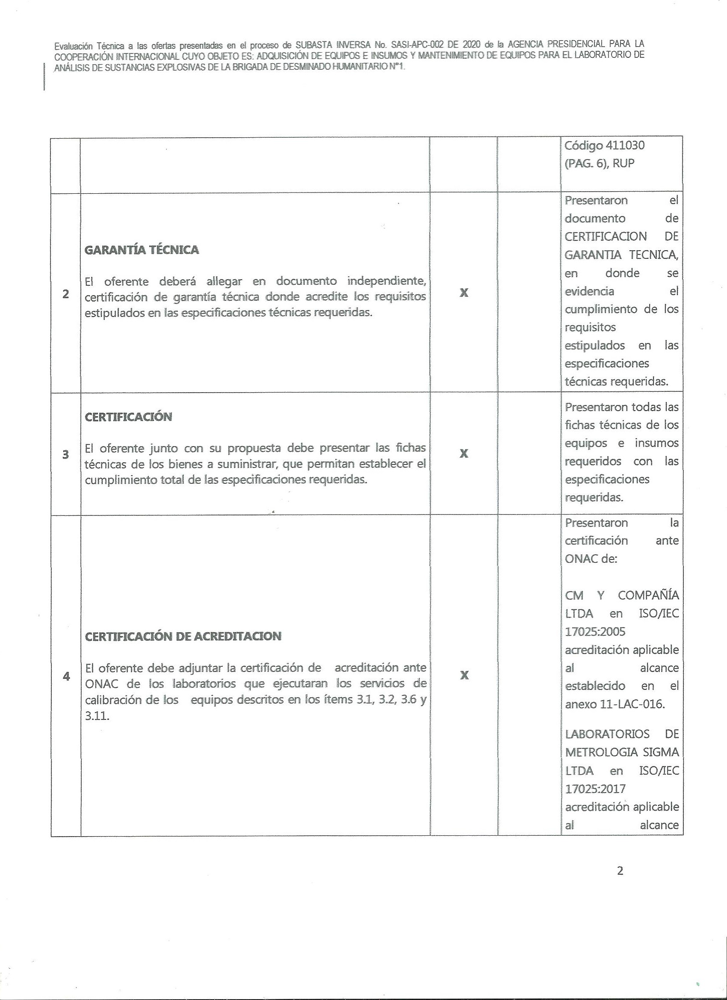 Evaluación Técnica a las ofertas presentadas en el proceso de SUBASTA INVERSA No. SASI-APC-002 DE 2020 de la AGENCIA PRESIDENCIAL PARA LA
COOPERACIÓN INTERNACIONAL CUYO OBJETO ES: ADQUISICIÓN DE EQUIPOS E INSUMOS Y MANTENIMIENTO DE EQUIPOS PARA EL LABORATORIO DE
ANÁLISIS DE SUSTANCIAS EXPLOSIVAS DE LA BRIGADA DE DESMINADO HUMANITARIO N°1.
Código 411030
(PAG. 6), RUP
2
GARANTÍA TÉCNICA
El oferente deberá allegar en documento independiente,
certificación de garantía técnica donde acredite los requisitos
estipulados en las especificaciones técnicas requeridas.
X
Presentaron el
documento de
CERTIFICACION DE
GARANTIA TECNICA,
en donde se
evidencia el
cumplimiento de los
requisitos
estipulados en las
especificaciones
técnicas requeridas.
3
CERTIFICACIÓN
El oferente junto con su propuesta debe presentar las fichas
técnicas de los bienes a suministrar, que permitan establecer el
cumplimiento total de las especificaciones requeridas.
X
Presentaron todas las
fichas técnicas de los
equipos e insumos
requeridos con las
especificaciones
requeridas.
4
CERTIFICACIÓN DE ACREDITACION
El oferente debe adjuntar la certificación de acreditación ante
ONAC de los laboratorios que ejecutaran los servicios de
calibración de los equipos descritos en los ítems 3.1, 3.2, 3.6 y
3.11.
X
Presentaron la
certificación ante
ONAC de:
CM Y COMPAÑÍA
LTDA en ISO/IEC
17025:2005
acreditación aplicable
al alcance
establecido en el
anexo 11-LAC-016.
LABORATORIOS DE
METROLOGIA SIGMA
LTDA en ISO/IEC
17025:2017
acreditación aplicable
al alcance
2